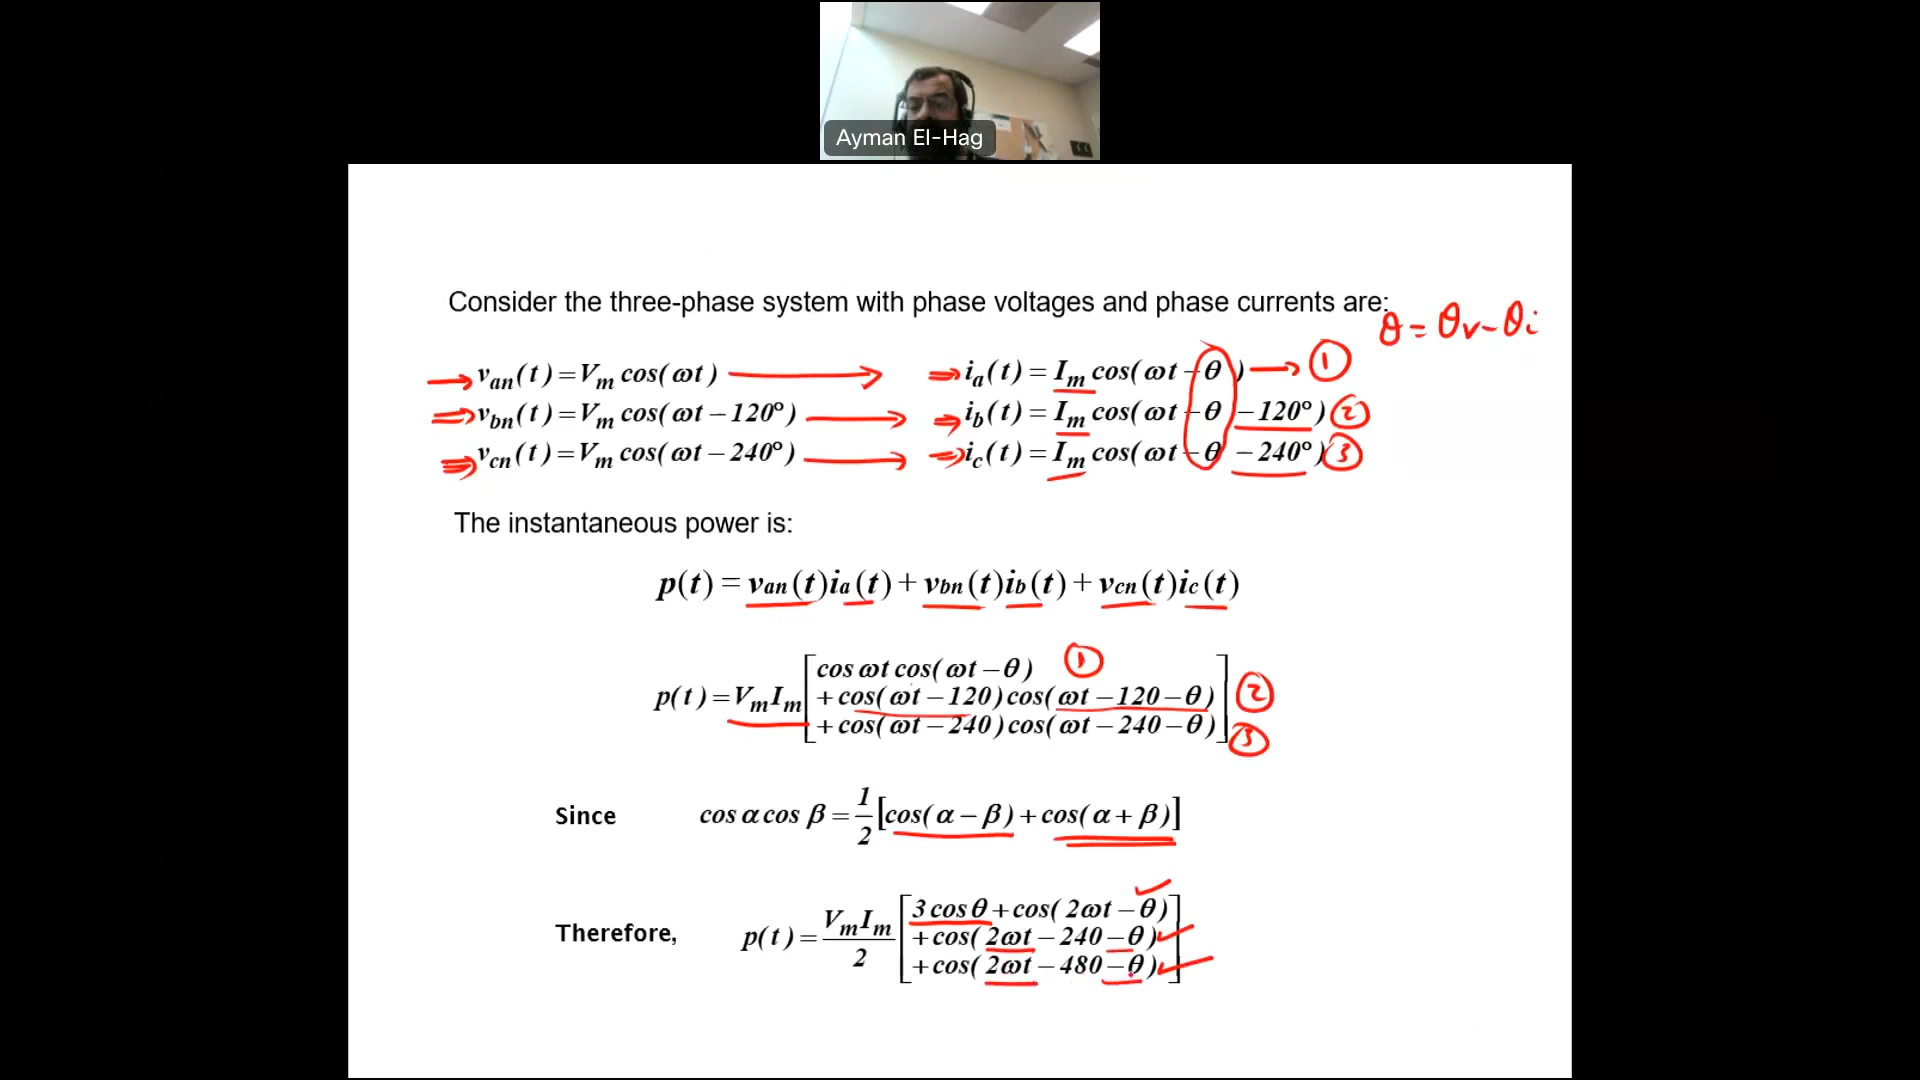 Ayman El-Hag
Consider the three-phase system with phase voltages and phase currents are:
θ = θv - θi
van(t)=Vm cos(ωt) ia(t)=Im cos(ωt-θ) 1
vbn(t)=Vm cos(ωt-120°) ib(t)=Im cos(ωt-θ-120°) 2
vcn(t)=Vm cos(ωt-240°) ic(t)=Im cos(ωt-θ-240°) 3
The instantaneous power is:
p(t)=van(t)ia(t)+vbn(t)ib(t)+vcn(t)ic(t)
cos ωt cos(ωt-θ) 1
p(t)=VmIm [+cos(ωt-120)cos(ωt-120-θ)] 2
+cos(ωt-240)cos(ωt-240-θ) 3
Since cos α cos β = 1/2 [cos(α-β)+cos(α+β)]
3 cos θ+cos(2ωt-θ)
Therefore, p(t)= VmIm/2 [+cos(2ωt-240-θ)]
+cos(2ωt-480-θ)